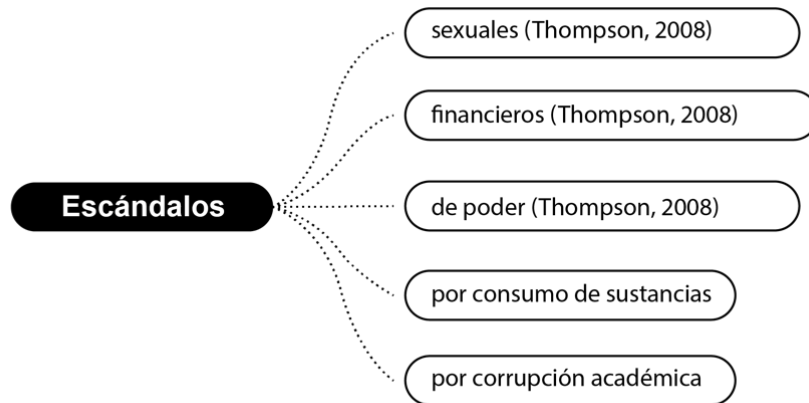 sexuales (Thompson, 2008)
financieros (Thompson, 2008)
Escándalos
de poder (Thompson, 2008)
por consumo de sustancias
por corrupción académica